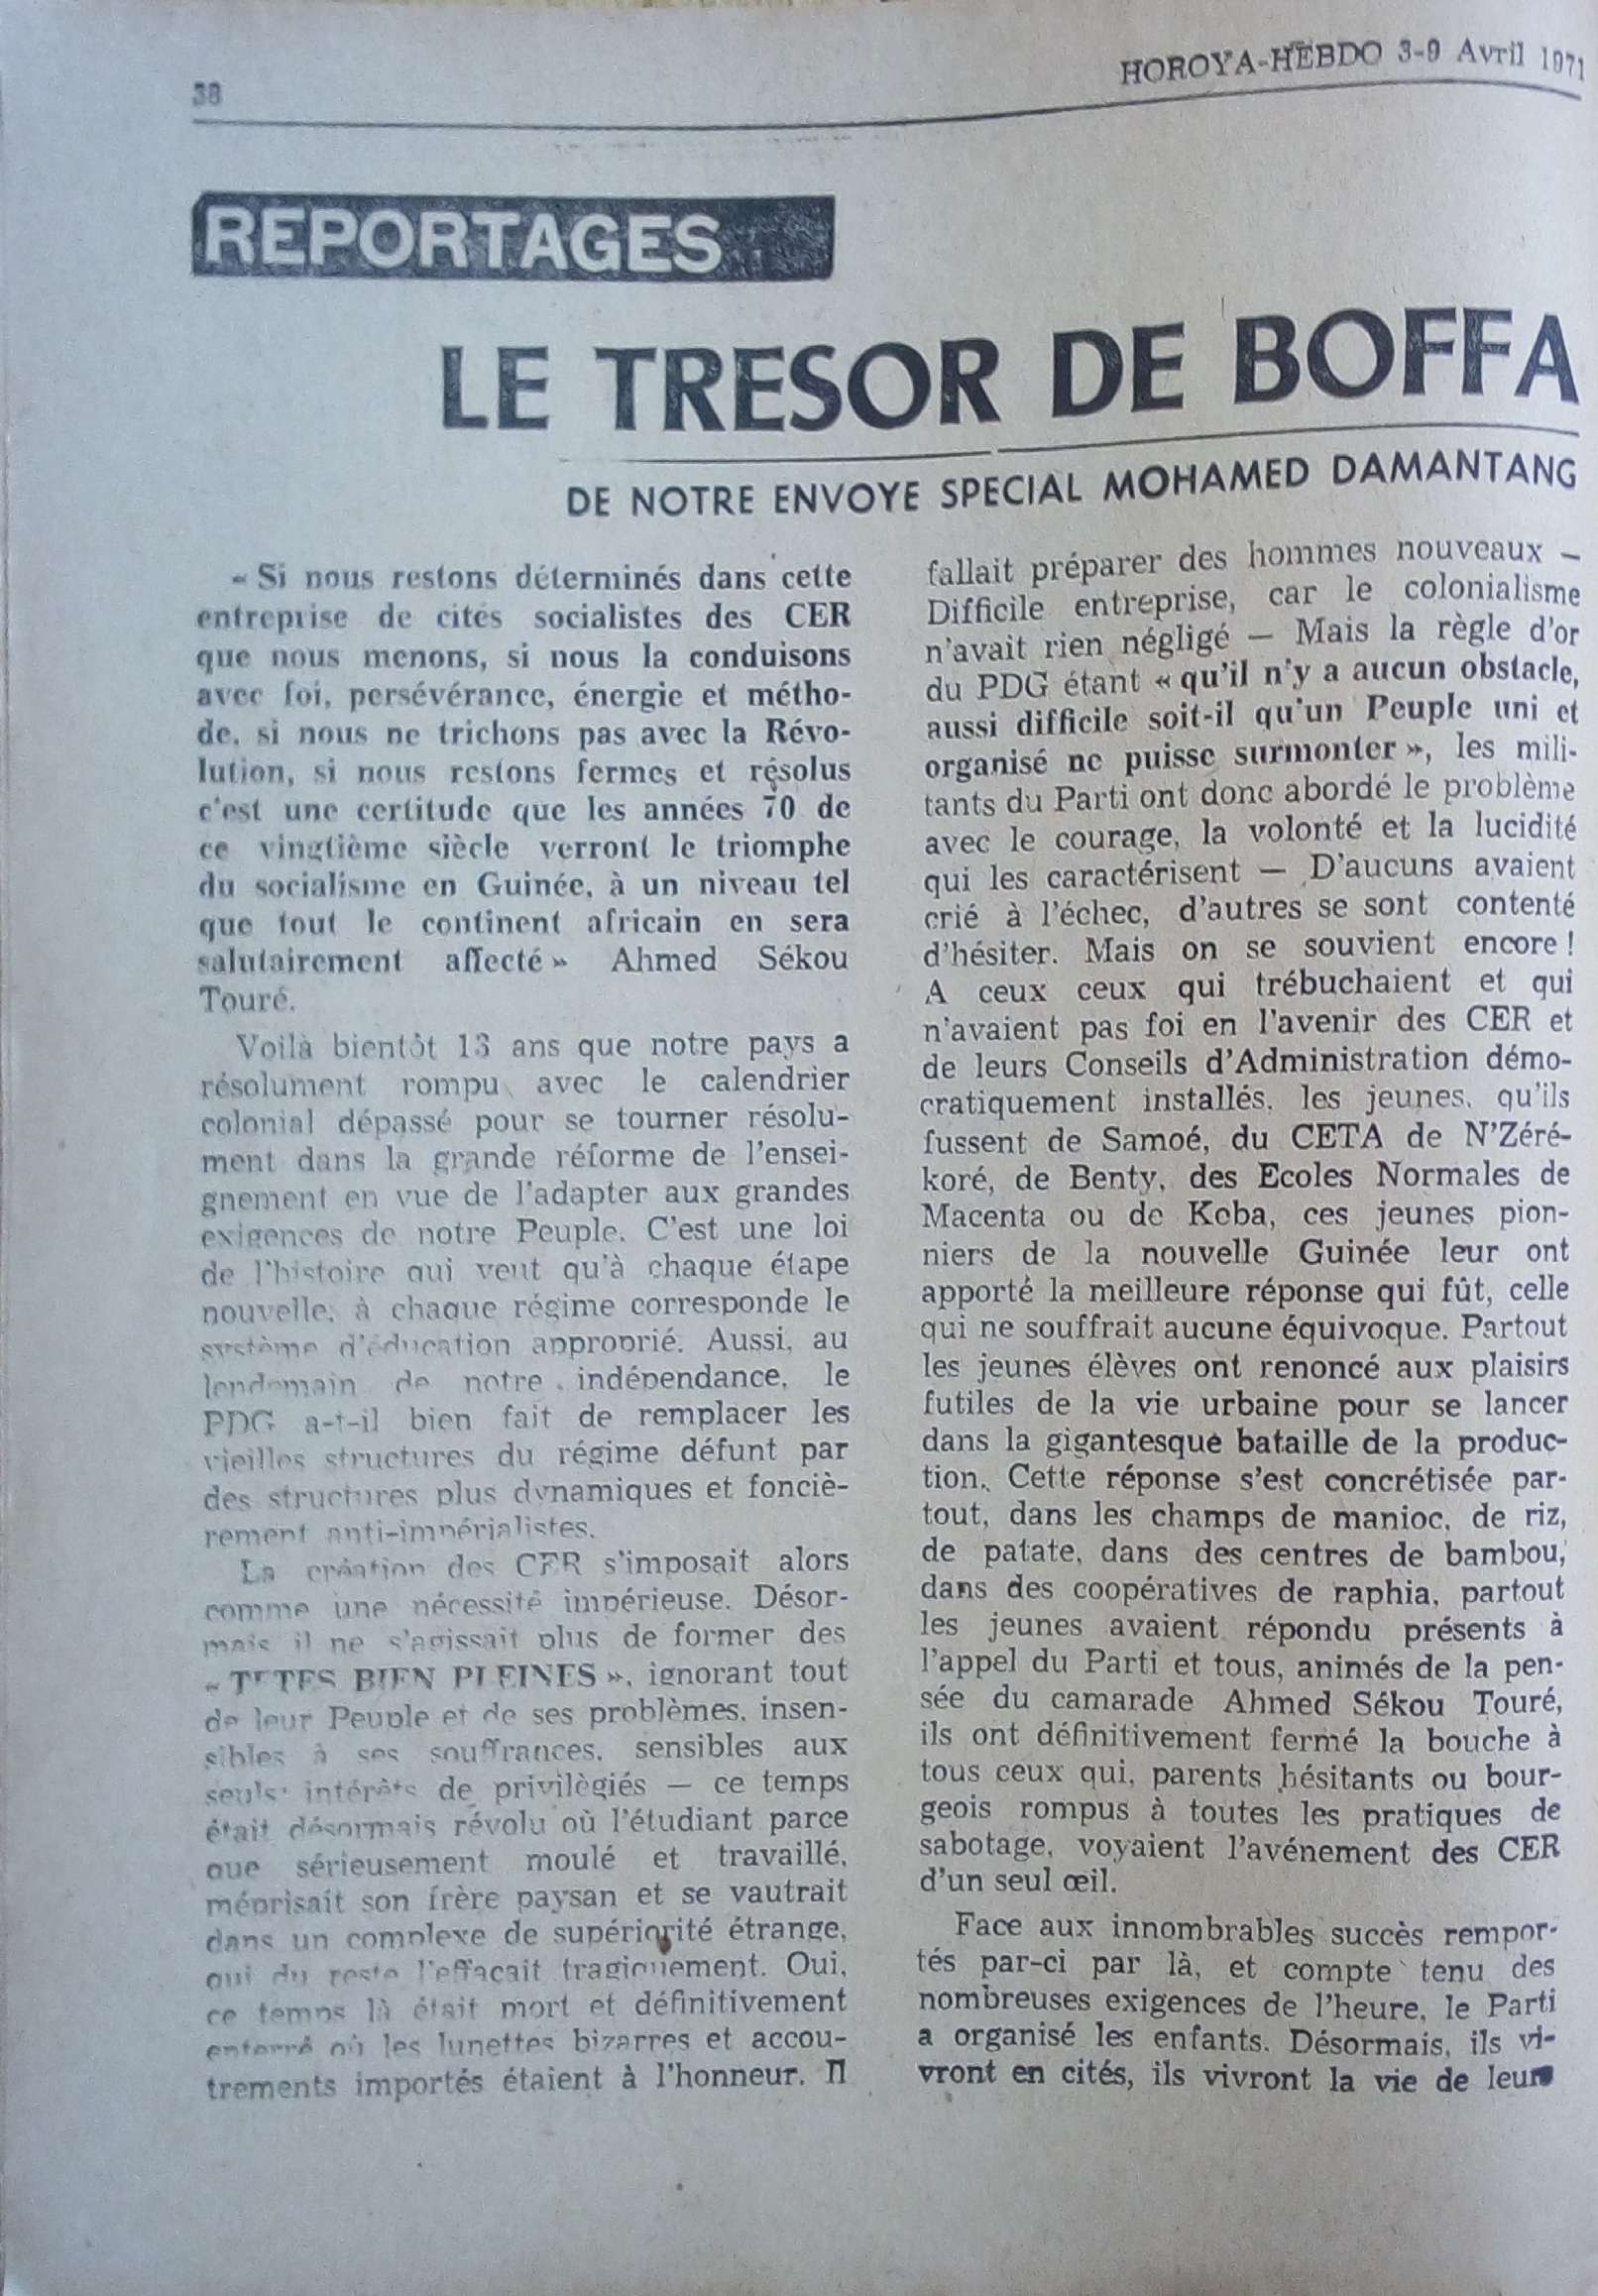 38
HOROYA-HEBDO 3-9 Avril 1971
REPORTAGES
LE TRESOR DE BOFFA
DE NOTRE ENVOYE SPECIAL MOHAMED DAMANTANG
« Si nous restons déterminés dans cette
entreprise de cités socialistes des CER
que nous menons, si nous la conduisons
avec foi, persévérance, énergie et métho-
de, si nous ne trichons pas avec la Révo-
lution, si nous restons fermes et résolus
c'est une certitude que les années 70 de
ce vingtième siècle verront le triomphe
du socialisme en Guinée, à un niveau tel
que tout le continent africain en sera
salutairement affecté » Ahmed Sékou
Touré.
Voilà bientôt 13 ans que notre pays a
résolument rompu avec le calendrier
colonial dépassé pour se tourner résolu-
ment dans la grande réforme de l'ensei-
gnement en vue de l'adapter aux grandes
exigences de notre Peuple. C'est une loi
de l'histoire qui veut qu'à chaque étape
nouvelle, à chaque régime corresponde le
système d'éducation approprié. Aussi, au
lendemain de notre indépendance, le
PDG a-t-il bien fait de remplacer les
vieilles structures du régime défunt par
des structures plus dynamiques et fonciè-
rement anti-impérialistes.
La création des CER s'imposait alors
comme une nécessité impérieuse. Désor-
mais il ne s'agissait plus de former des
« TETES BIEN PLEINES », ignorant tout
de leur Peuple et de ses problèmes, insen-
sibles à ses souffrances, sensibles aux
seuls intérêts de privilègiés — ce temps
était désormais révolu où l'étudiant parce
que sérieusement moulé et travaillé,
méprisait son frère paysan et se vautrait
dans un complexe de supériorité étrange,
qui du reste l'effaçait tragiquement. Oui,
ce temps là était mort et définitivement
enterré où les lunettes bizarres et accou-
trements importés étaient à l'honneur. Il
fallait préparer des hommes nouveaux —
Difficile entreprise, car le colonialisme
n'avait rien négligé — Mais la règle d'or
du PDG étant « qu'il n'y a aucun obstacle,
aussi difficile soit-il qu'un Peuple uni et
organisé ne puisse surmonter », les mili-
tants du Parti ont donc abordé le problème
avec le courage, la volonté et la lucidité
qui les caractérisent — D'aucuns avaient
crié à l'échec, d'autres se sont contenté
d'hésiter. Mais on se souvient encore !
A ceux ceux qui trébuchaient et qui
n'avaient pas foi en l'avenir des CER et
de leurs Conseils d'Administration démo-
cratiquement installés, les jeunes, qu'ils
fussent de Samoé, du CETA de N'Zéré-
koré, de Benty, des Ecoles Normales de
Macenta ou de Koba, ces jeunes pion-
niers de la nouvelle Guinée leur ont
apporté la meilleure réponse qui fût, celle
qui ne souffrait aucune équivoque. Partout
les jeunes élèves ont renoncé aux plaisirs
futiles de la vie urbaine pour se lancer
dans la gigantesque bataille de la produc-
tion. Cette réponse s'est concrétisée par-
tout, dans les champs de manioc, de riz,
de patate, dans des centres de bambou,
dans des coopératives de raphia, partout
les jeunes avaient répondu présents à
l'appel du Parti et tous, animés de la pen-
sée du camarade Ahmed Sékou Touré,
ils ont définitivement fermé la bouche à
tous ceux qui, parents hésitants ou bour-
geois rompus à toutes les pratiques de
sabotage, voyaient l'avénement des CER
d'un seul œil.
Face aux innombrables succès rempor-
tés par-ci par là, et compte tenu des
nombreuses exigences de l'heure, le Parti
a organisé les enfants. Désormais, ils vi-
vront en cités, ils vivront la vie de leurs